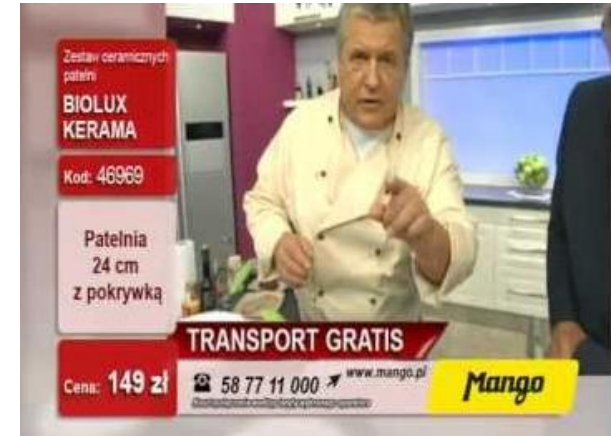 Zestaw ceramicznych
patelni
BIOLUX
KERAMA
Kod: 46969
Patelnia
24 cm
z pokrywką
TRANSPORT GRATIS
Cena: 149 zł
58 77 11 000
www.mango.pl
Mango